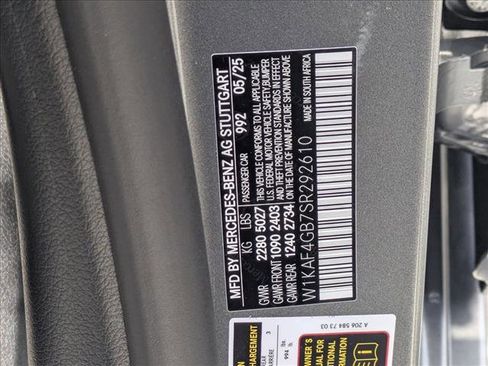 MFD BY MERCEDES-BENZ AG STUTTGART
PASSENGER CAR 992 05/25
KG LBS THIS VEHICLE CONFORMS TO ALL APPLICABLE
GVWR 2280 5027 U.S. FEDERAL MOTOR VEHICLE SAFETY,BUMPER
GAWR FRONT 1090 2403 AND THEFT PREVENTION STANDARDS IN EFFECT
GAWR REAR 1240 2734 ON THE DATE OF MANUFACTURE SHOWN ABOVE
W1KAF4GB7SR292610 MADE IN SOUTH AFRICA
A 206 584 73 03